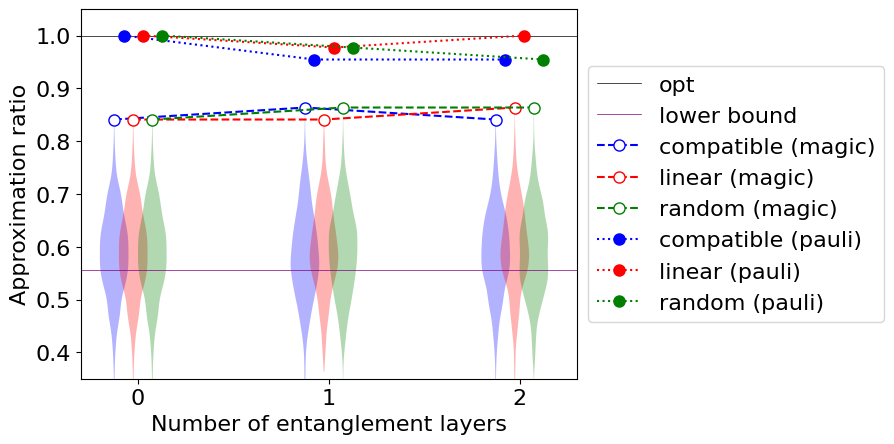 1.0
0.9
0.8
0.7
0.6
0.5
0.4
Approximation ratio
0 1 2
Number of entanglement layers
opt
lower bound
compatible (magic)
linear (magic)
random (magic)
compatible (pauli)
linear (pauli)
random (pauli)